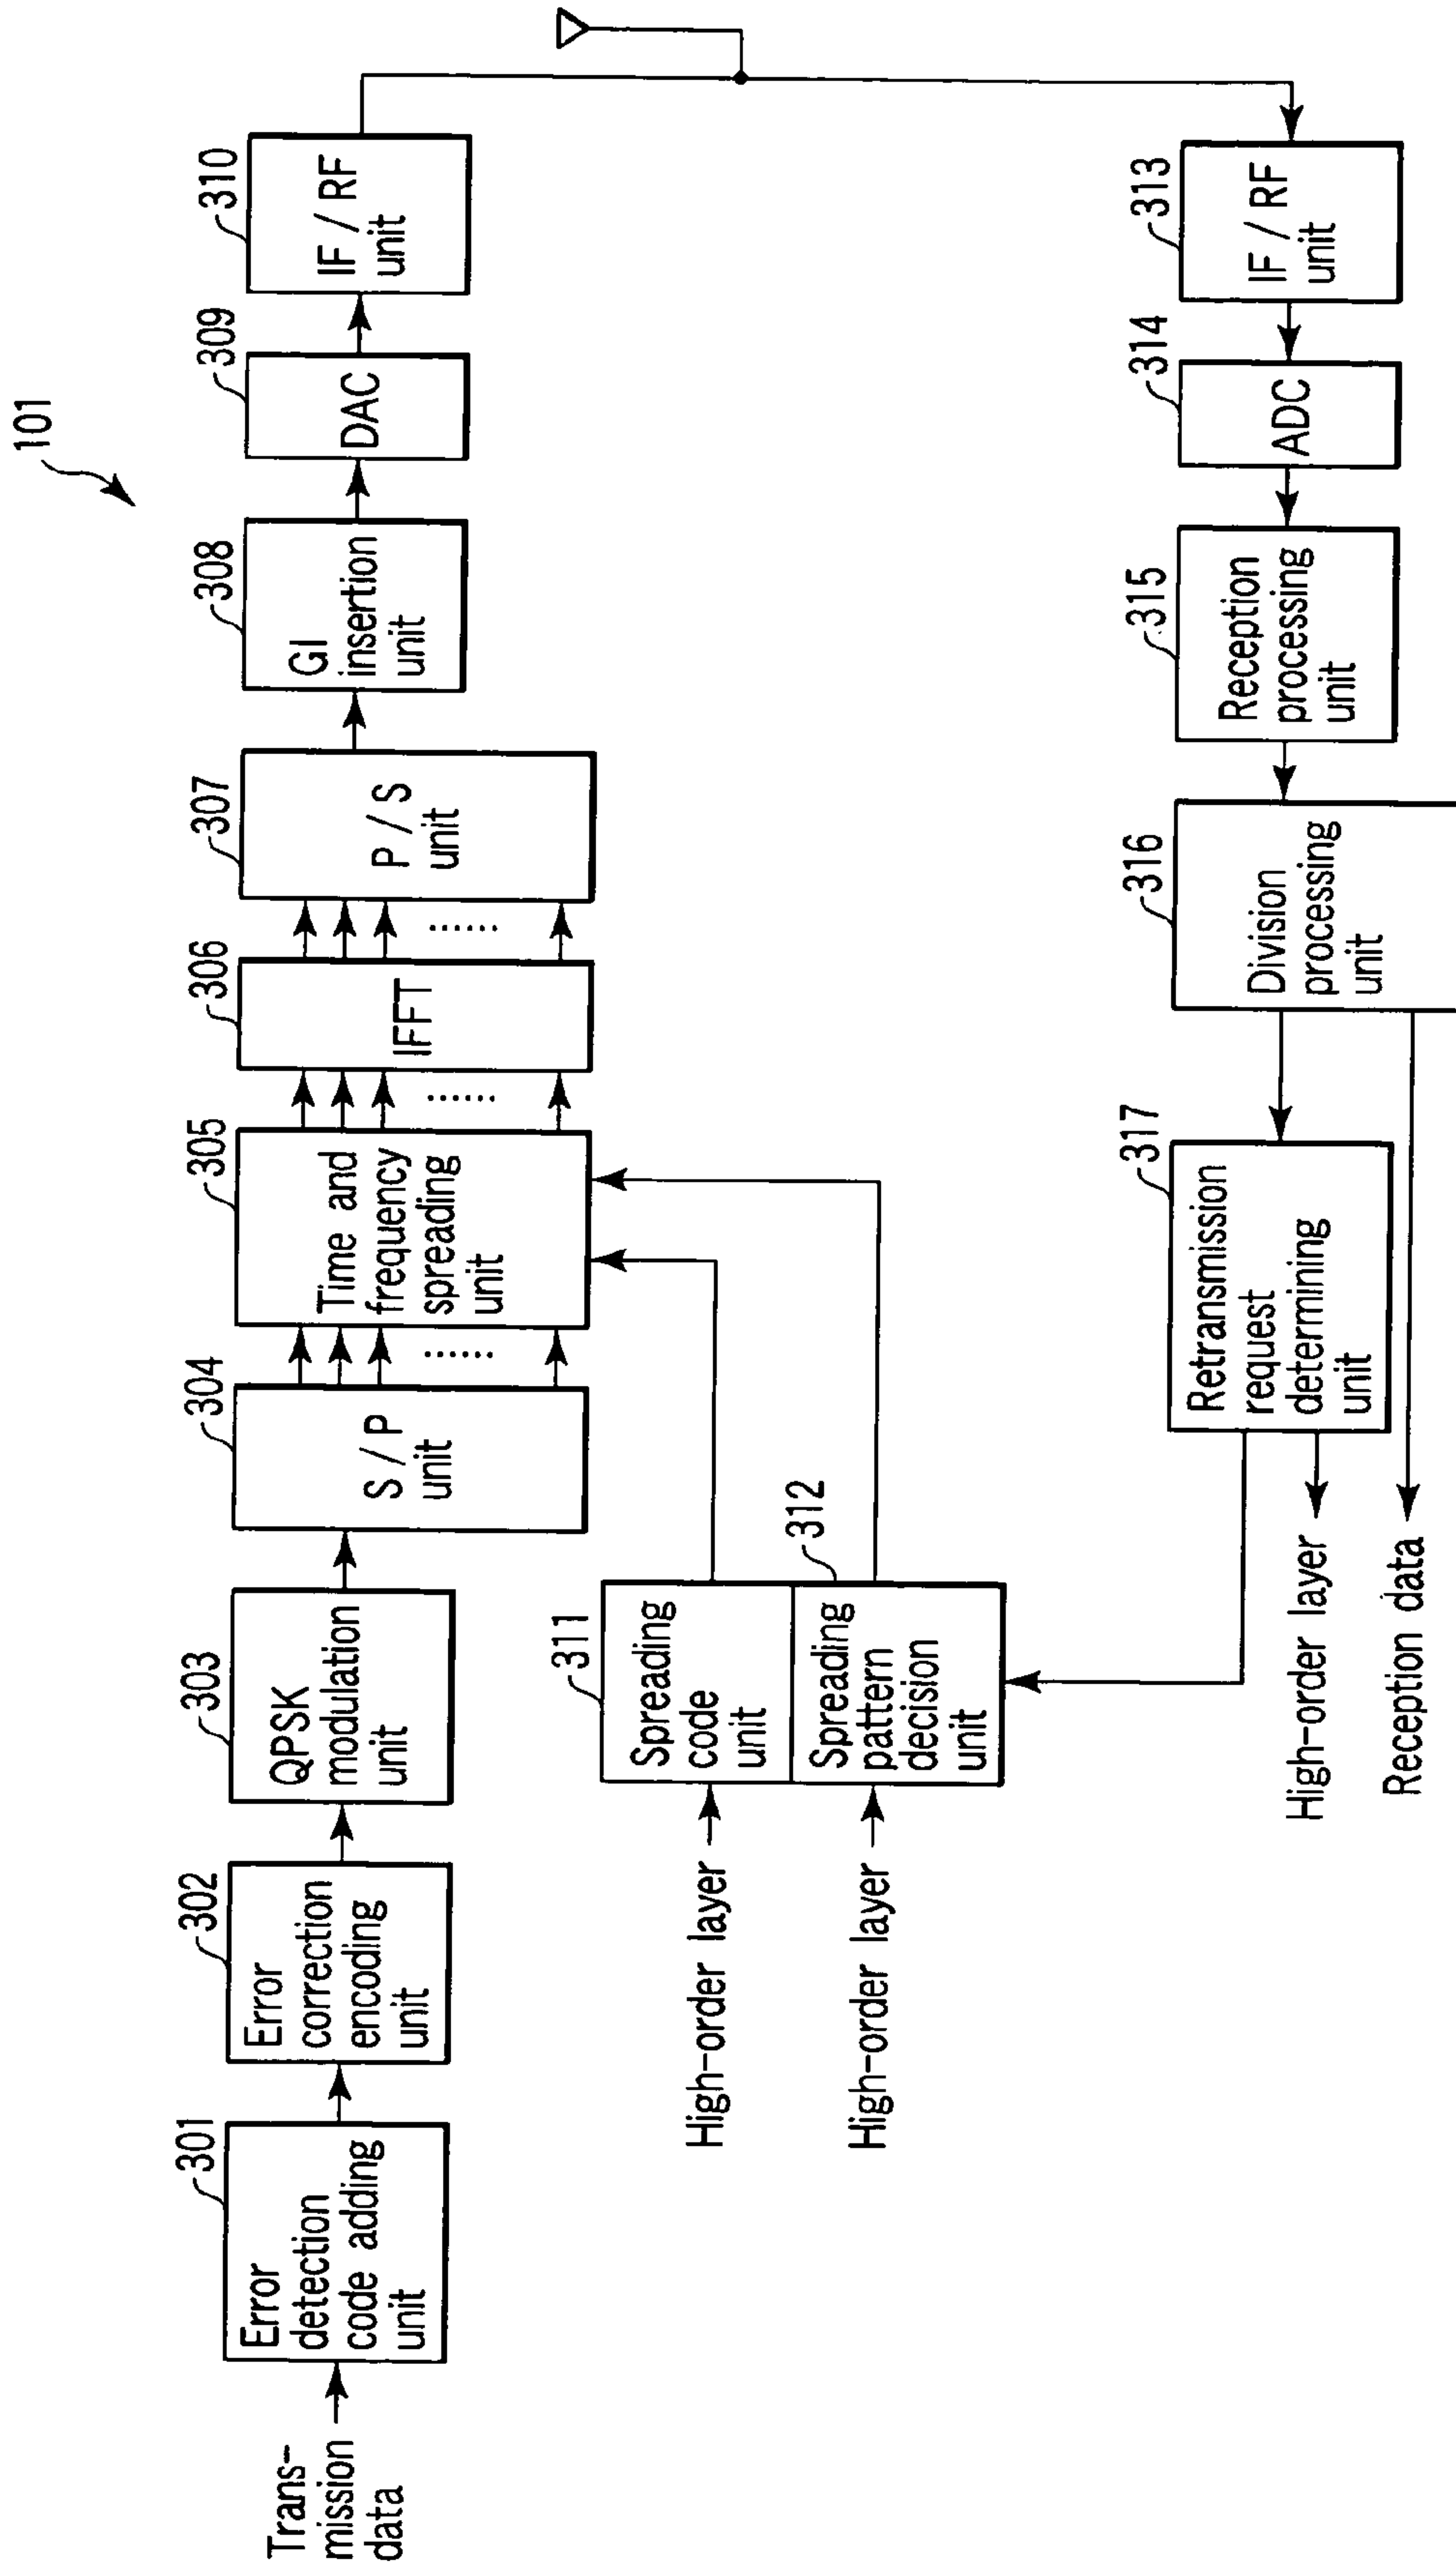 101
301
Error
detection
code adding
unit
302
Error
correction
encoding
unit
303
QPSK
modulation
unit
304
S / P
unit
305
Time and
frequency
spreading
unit
306
IFFT
307
P / S
unit
308
GI
insertion
unit
309
DAC
310
IF / RF
unit
Trans-
mission
data
......
......
......
311
Spreading
code
unit
312
Spreading
pattern
decision
unit
High-order layer
High-order layer
313
IF / RF
unit
314
ADC
315
Reception
processing
unit
316
Division
processing
unit
317
Retransmission
request
determining
unit
High-order layer
Reception data